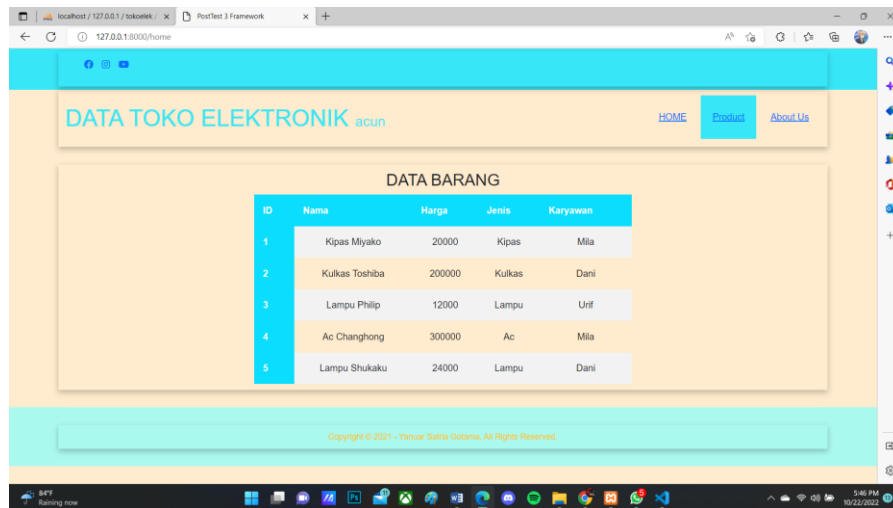 localhost / 127.0.0.1 / tokoelek /
PostTest 3 Framework
127.0.0.1:8000/home
DATA TOKO ELEKTRONIK acun
HOME Product About Us
DATA BARANG
ID Nama Harga Jenis Karyawan
1 Kipas Miyako 20000 Kipas Mila
2 Kulkas Toshiba 200000 Kulkas Dani
3 Lampu Philip 12000 Lampu Urif
4 Ac Changhong 300000 Ac Mila
5 Lampu Shukaku 24000 Lampu Dani
Copyright © 2021 - Yanuar Satria Gotama. All Rights Reserved.
84°F
Raining now
5:46 PM
10/22/2022